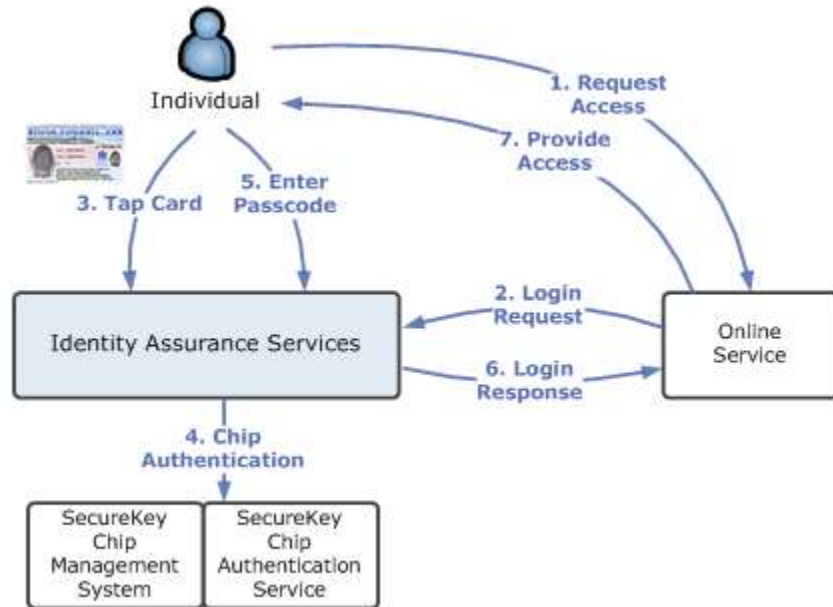 1. Request
Access
Individual
7. Provide
Access
3. Tap Card
5. Enter
Passcode
2. Login
Request
Identity Assurance Services
Online
Service
6. Login
Response
4. Chip
Authentication
SecureKey
Chip
Management
System
SecureKey
Chip
Authentication
Service